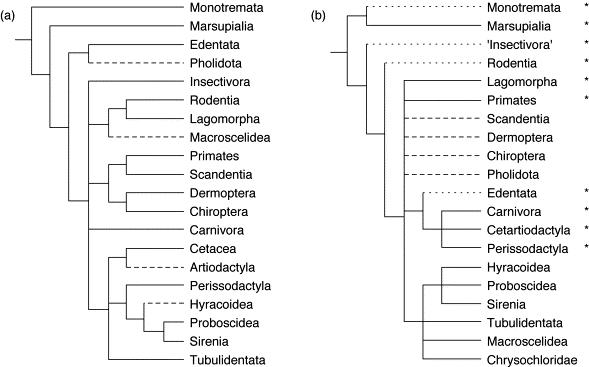 (a)
Monotremata
Marsupialia
Edentata
Pholidota
Insectivora
Rodentia
Lagomorpha
Macroscelidea
Primates
Scandentia
Dermoptera
Chiroptera
Carnivora
Cetacea
Artiodactyla
Perissodactyla
Hyracoidea
Proboscidea
Sirenia
Tubulidentata
(b)
Monotremata *
Marsupialia *
'Insectivora' *
Rodentia *
Lagomorpha *
Primates *
Scandentia
Dermoptera
Chiroptera
Pholidota
Edentata *
Carnivora *
Cetartiodactyla *
Perissodactyla *
Hyracoidea
Proboscidea
Sirenia
Tubulidentata
Macroscelidea
Chrysochloridae